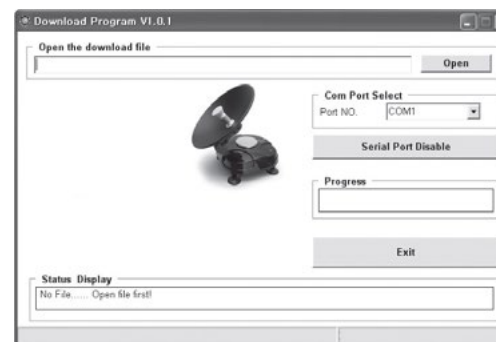 Download Program V1.0.1
Open the download file
Open
Com Port Select
Port NO. COM1
Serial Port Disable
Progress
Exit
Status Display
No File...... Open file first!